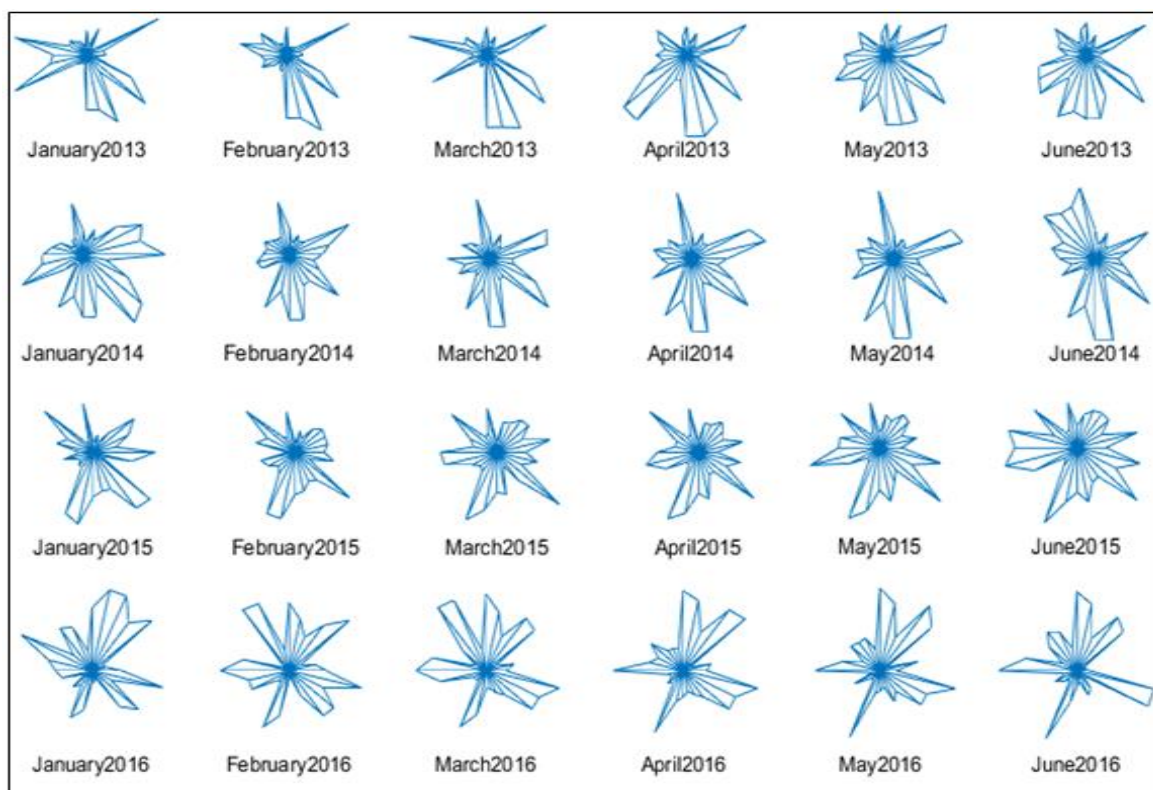 January2013 February2013 March2013 April2013 May2013 June2013
January2014 February2014 March2014 April2014 May2014 June2014
January2015 February2015 March2015 April2015 May2015 June2015
January2016 February2016 March2016 April2016 May2016 June2016